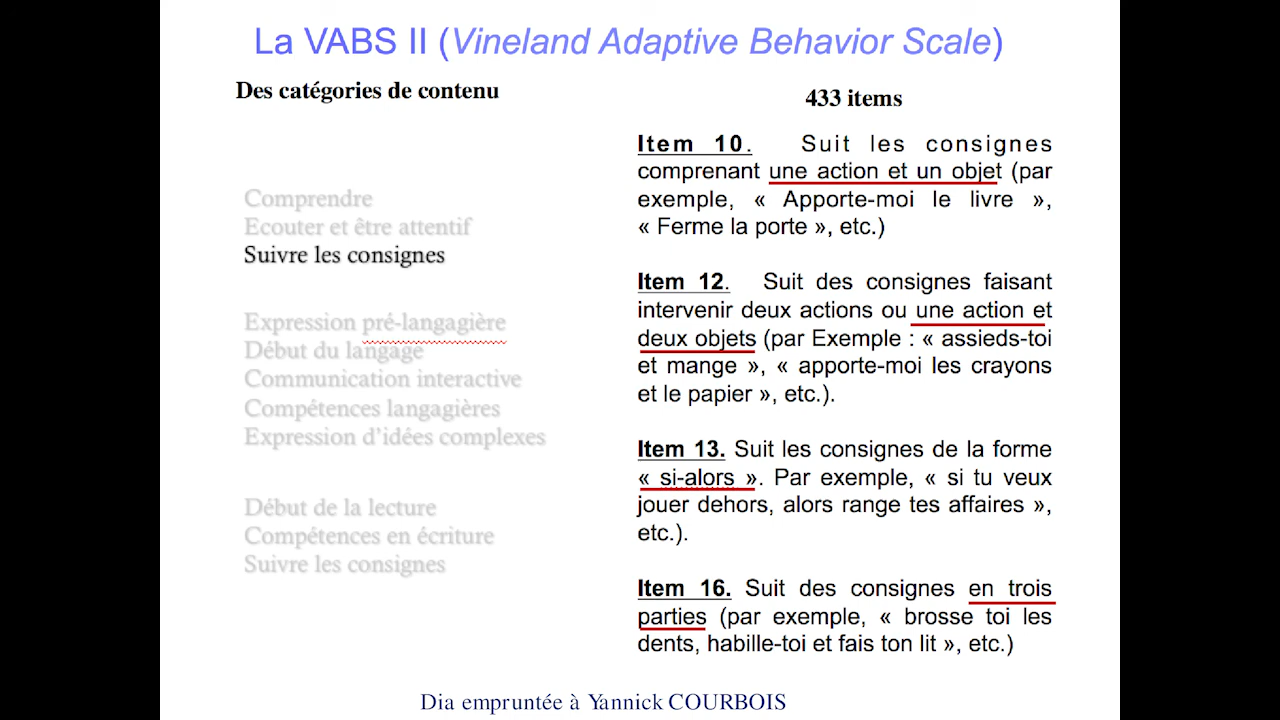 La VABS II (Vineland Adaptive Behavior Scale)
Des catégories de contenu
Comprendre
Ecouter et être attentif
Suivre les consignes
Expression pré-langagière
Début du langage
Communication interactive
Compétences langagières
Expression d’idées complexes
Début de la lecture
Compétences en écriture
Suivre les consignes
433 items
Item 10. Suit les consignes
comprenant une action et un objet (par
exemple, « Apporte-moi le livre »,
« Ferme la porte », etc.)
Item 12. Suit des consignes faisant
intervenir deux actions ou une action et
deux objets (par Exemple : « assieds-toi
et mange », « apporte-moi les crayons
et le papier », etc.).
Item 13. Suit les consignes de la forme
« si-alors ». Par exemple, « si tu veux
jouer dehors, alors range tes affaires »,
etc.).
Item 16. Suit des consignes en trois
parties (par exemple, « brosse toi les
dents, habille-toi et fais ton lit », etc.)
Dia empruntée à Yannick COURBOIS